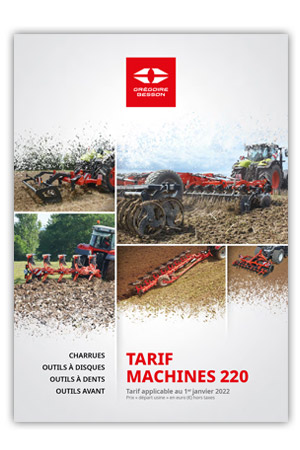 GRÉGOIRE
BESSON
CHARRUES
OUTILS À DISQUES
OUTILS À DENTS
OUTILS AVANT
TARIF
MACHINES 220
Tarif applicable au 1er janvier 2022
Prix « départ usine » en euro (€) hors taxes